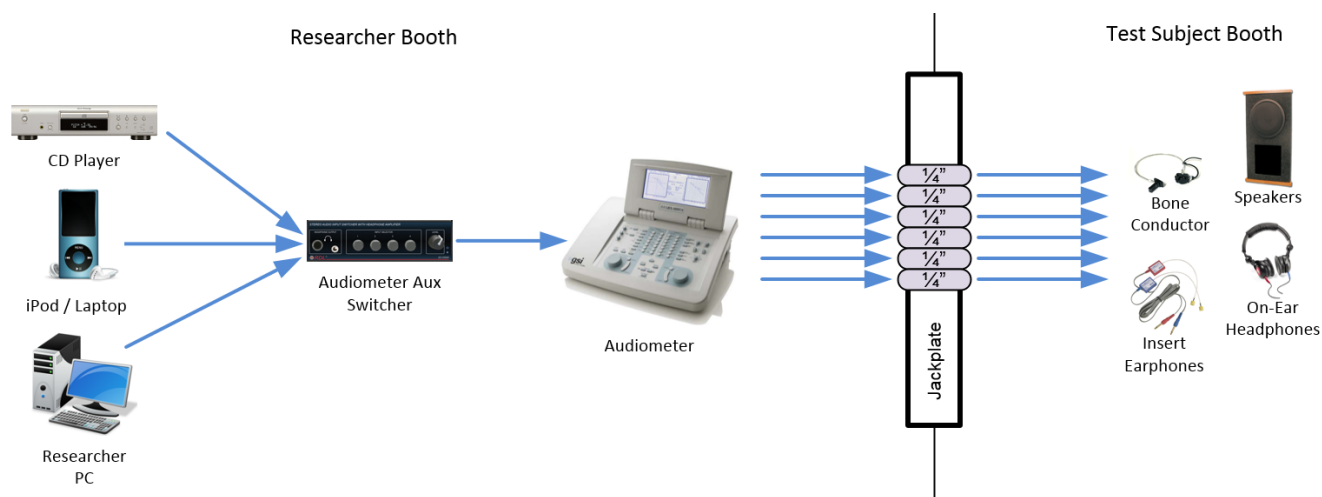 Researcher Booth
Test Subject Booth
CD Player
iPod / Laptop
Researcher
PC
Audiometer Aux
Switcher
gsi
Audiometer
1/4"
1/4"
1/4"
1/4"
1/4"
1/4"
Jackplate
Bone
Conductor
Speakers
Insert
Earphones
On-Ear
Headphones